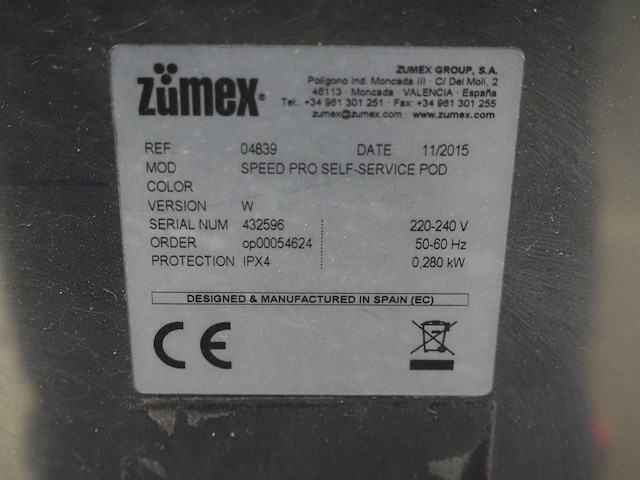 zümex®
ZUMEX GROUP, S.A.
Polígono Ind. Moncada III · C/ Del Molí, 2
46113 · Moncada · VALENCIA · España
Tel.: +34 961 301 251 · Fax: +34 961 301 255
zumex@zumex.com · www.zumex.com
REF. 04839 DATE 11/2015
MOD SPEED PRO SELF-SERVICE POD
COLOR
VERSION W
SERIAL NUM 432596 220-240 V
ORDER op00054624 50-60 Hz
PROTECTION IPX4 0,280 kW
DESIGNED & MANUFACTURED IN SPAIN (EC)
CE